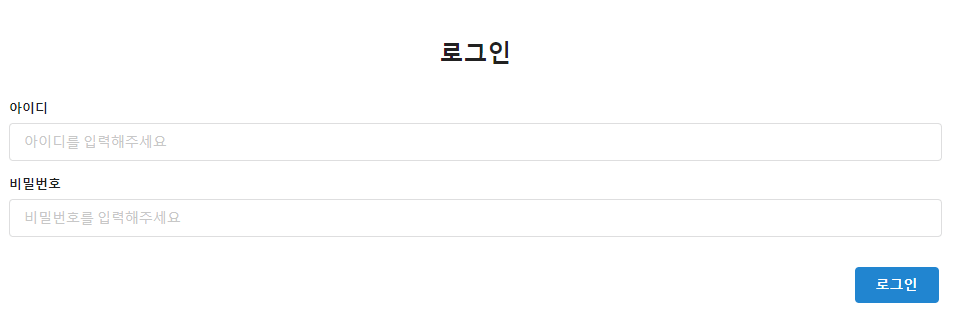 로그인
아이디
아이디를 입력해주세요
비밀번호
비밀번호를 입력해주세요
로그인